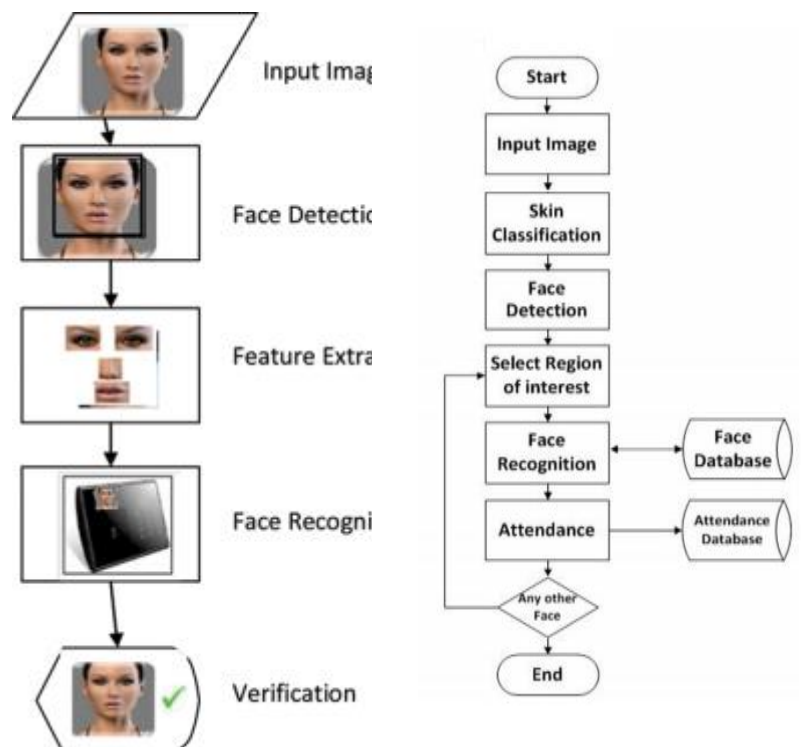 Input Imag
Face Detectio
Feature Extra
Face Recogni
Verification
Start
Input Image
Skin
Classification
Face
Detection
Select Region
of interest
Face
Recognition
Face
Database
Attendance
Attendance
Database
Any other
Face
End